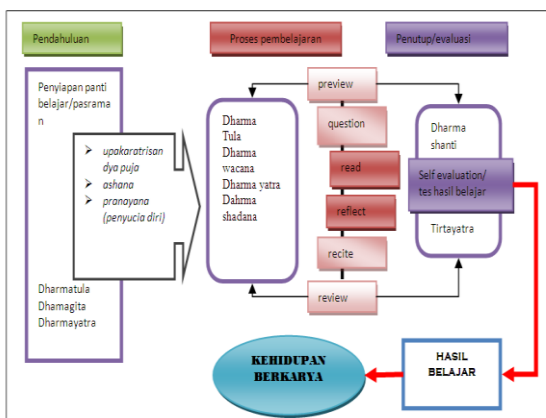 Pendahuluan
Proses pembelajaran
Penutup/evaluasi
Penyiapan panti
belajar/pasrama
n
upakaratrisan
dya puja
ashana
pranayana
(penyucia diri)
Dharmatula
Dhamagita
Dharmayatra
Dharma
Tula
Dharma
wacana
Dharma yatra
Dahrma
shadana
preview
question
read
reflect
recite
review
Dharma
shanti
Self evaluation/
tes hasil belajar
Tirtayatra
KEHIDUPAN
BERKARYA
HASIL
BELAJAR